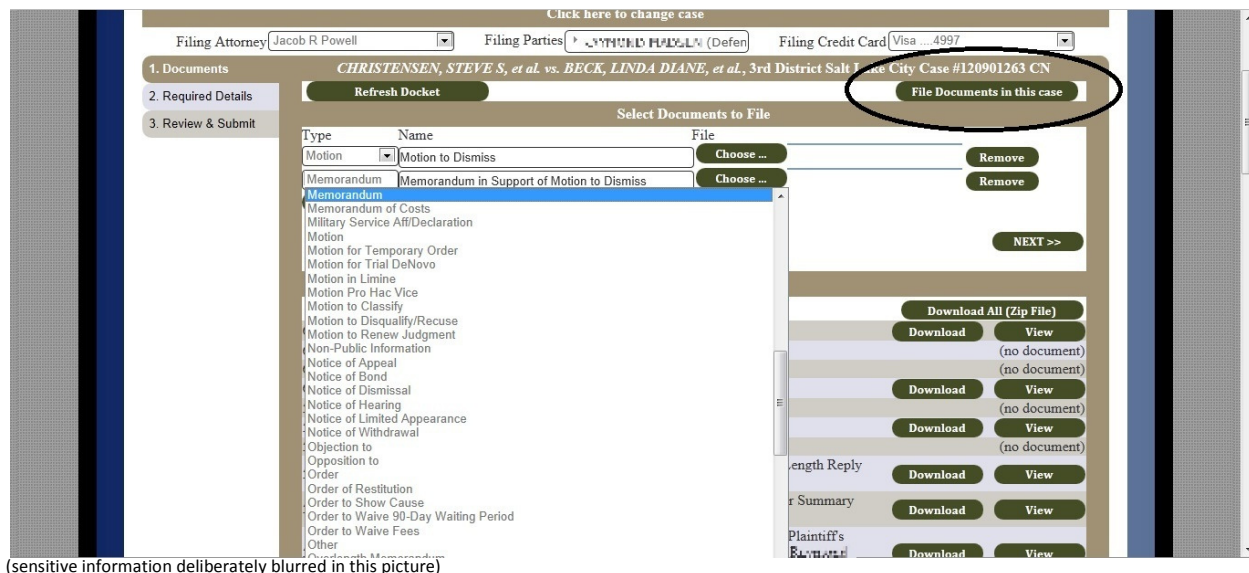 Click here to change case
Filing Attorney Jacob R Powell Filing Parties (Defen Filing Credit Card Visa ....4997
1. Documents CHRISTENSEN, STEVE S, et al. vs. BECK, LINDA DIANE, et al., 3rd District Salt Lake City Case #120901263 CN
2. Required Details Refresh Docket File Documents in this case
3. Review & Submit Select Documents to File
Type Name File
Motion Motion to Dismiss Choose ... Remove
Memorandum Memorandum in Support of Motion to Dismiss Choose ... Remove
Memorandum
Memorandum of Costs
Military Service Aff/Declaration
Motion
Motion for Temporary Order NEXT >>
Motion for Trial DeNovo
Motion in Limine
Motion Pro Hac Vice
Motion to Classify Download All (Zip File)
Motion to Disqualify/Recuse
Motion to Renew Judgment Download View
Non-Public Information (no document)
Notice of Appeal (no document)
Notice of Bond
Notice of Dismissal Download View
Notice of Hearing (no document)
Notice of Limited Appearance
Notice of Withdrawal Download View
Objection to (no document)
Opposition to
Order ength Reply Download View
Order of Restitution
Order to Show Cause r Summary
Order to Waive 90-Day Waiting Period Download View
Order to Waive Fees
Other Plaintiff's
Overlength Memorandum Download View
(sensitive information deliberately blurred in this picture)